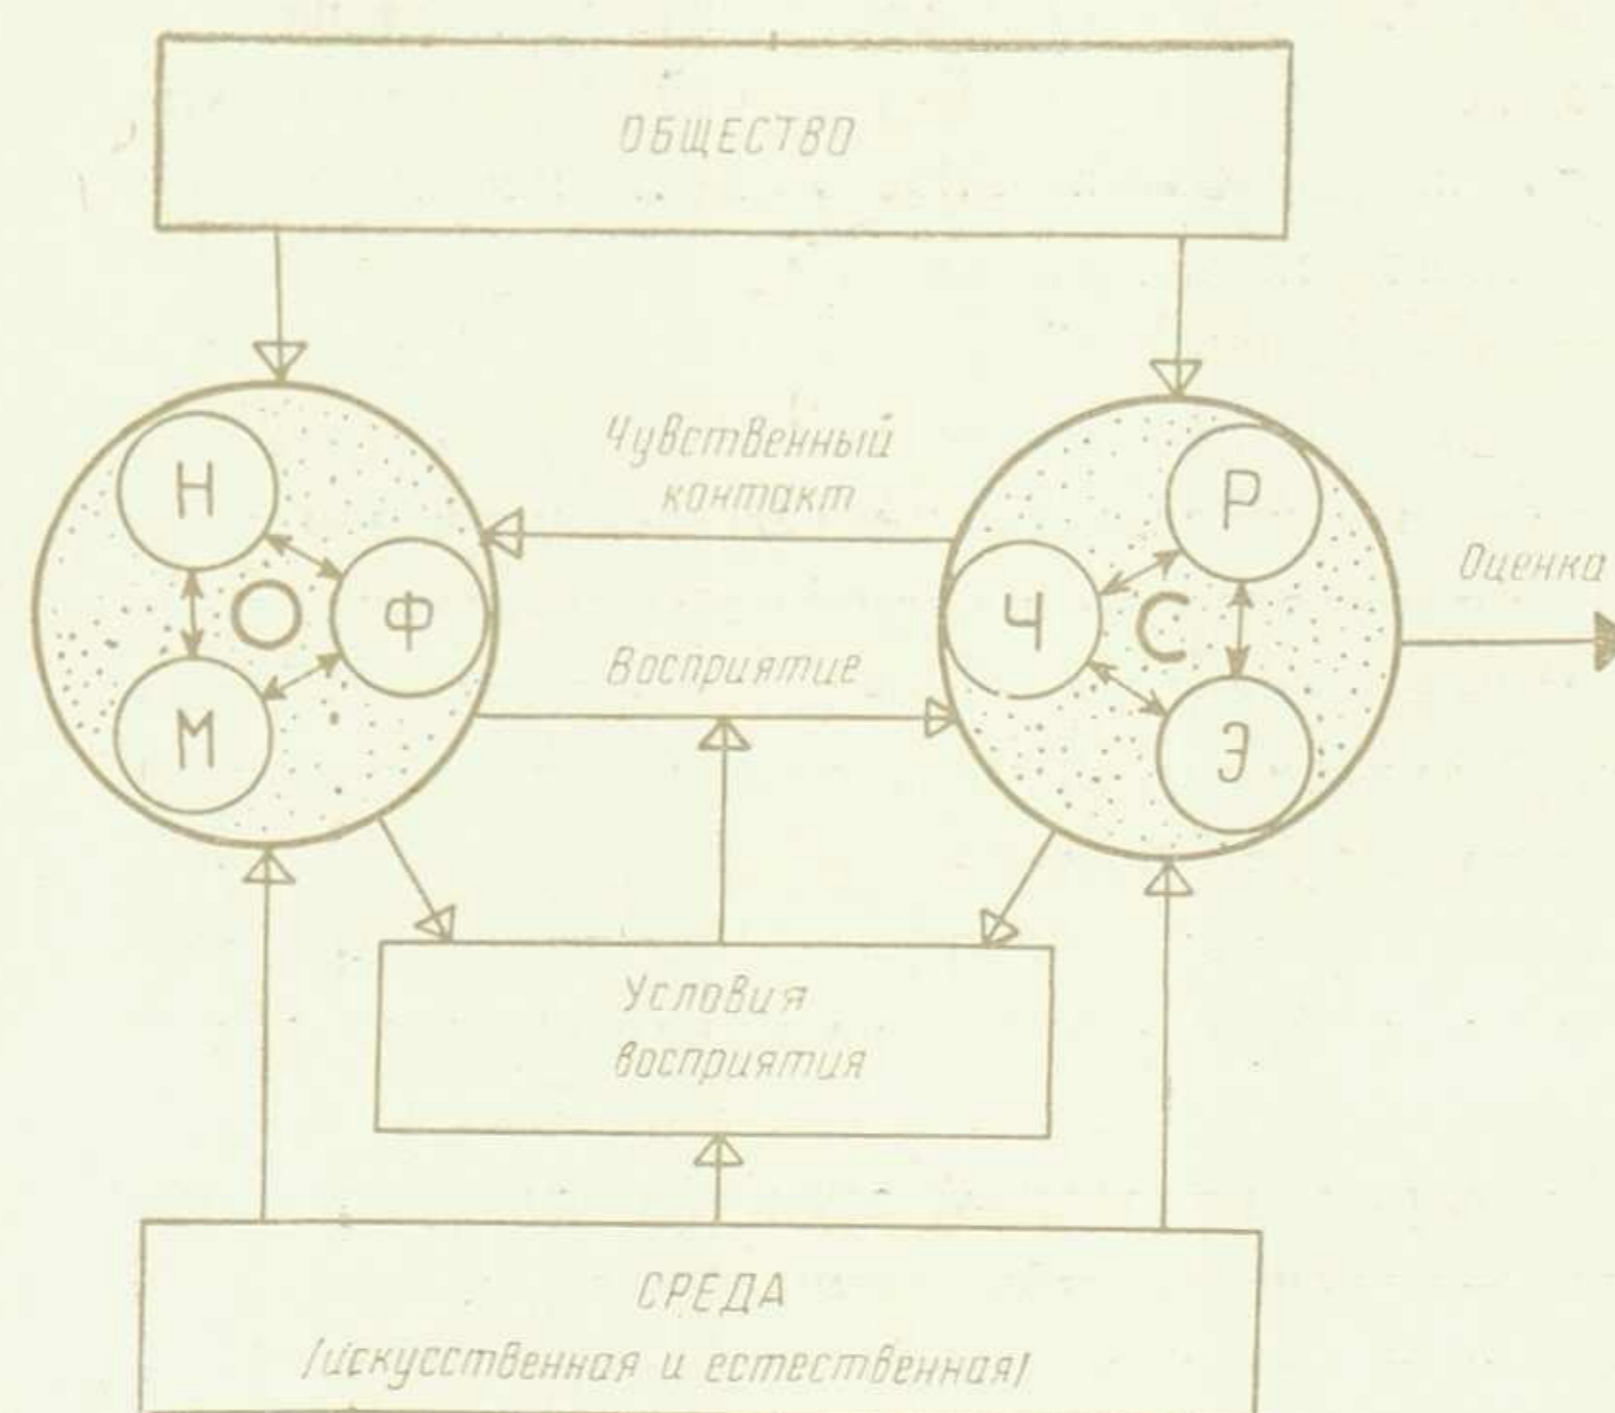 ОБЩЕСТВО
Чувственный
контакт
Н
Р
Оценка
О
Ф
Ч
С
Восприятие
М
Э
Условия
восприятия
СРЕДА
/искусственная и естественная/